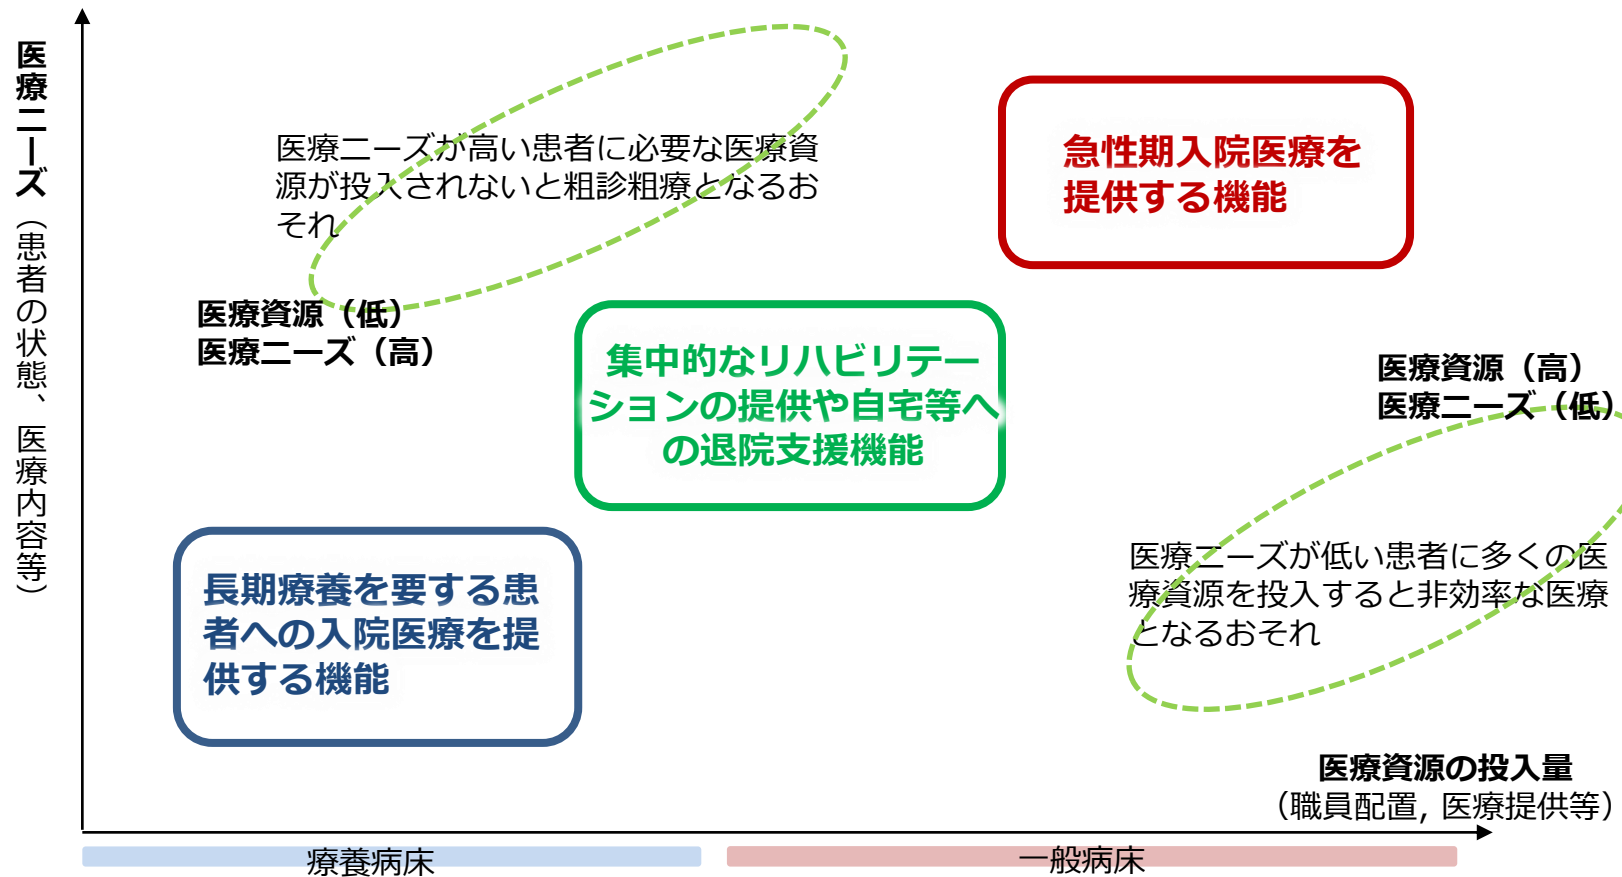 医療ニーズ（患者の状態、医療内容等）
医療ニーズが高い患者に必要な医療資
源が投入されないと粗診粗療となるお
それ
医療資源（低）
医療ニーズ（高）
急性期入院医療を
提供する機能
集中的なリハビリテー
ションの提供や自宅等へ
の退院支援機能
医療資源（高）
医療ニーズ（低）
長期療養を要する患
者への入院医療を提
供する機能
医療ニーズが低い患者に多くの医
療資源を投入すると非効率な医療
となるおそれ
医療資源の投入量
（職員配置, 医療提供等）
療養病床
一般病床